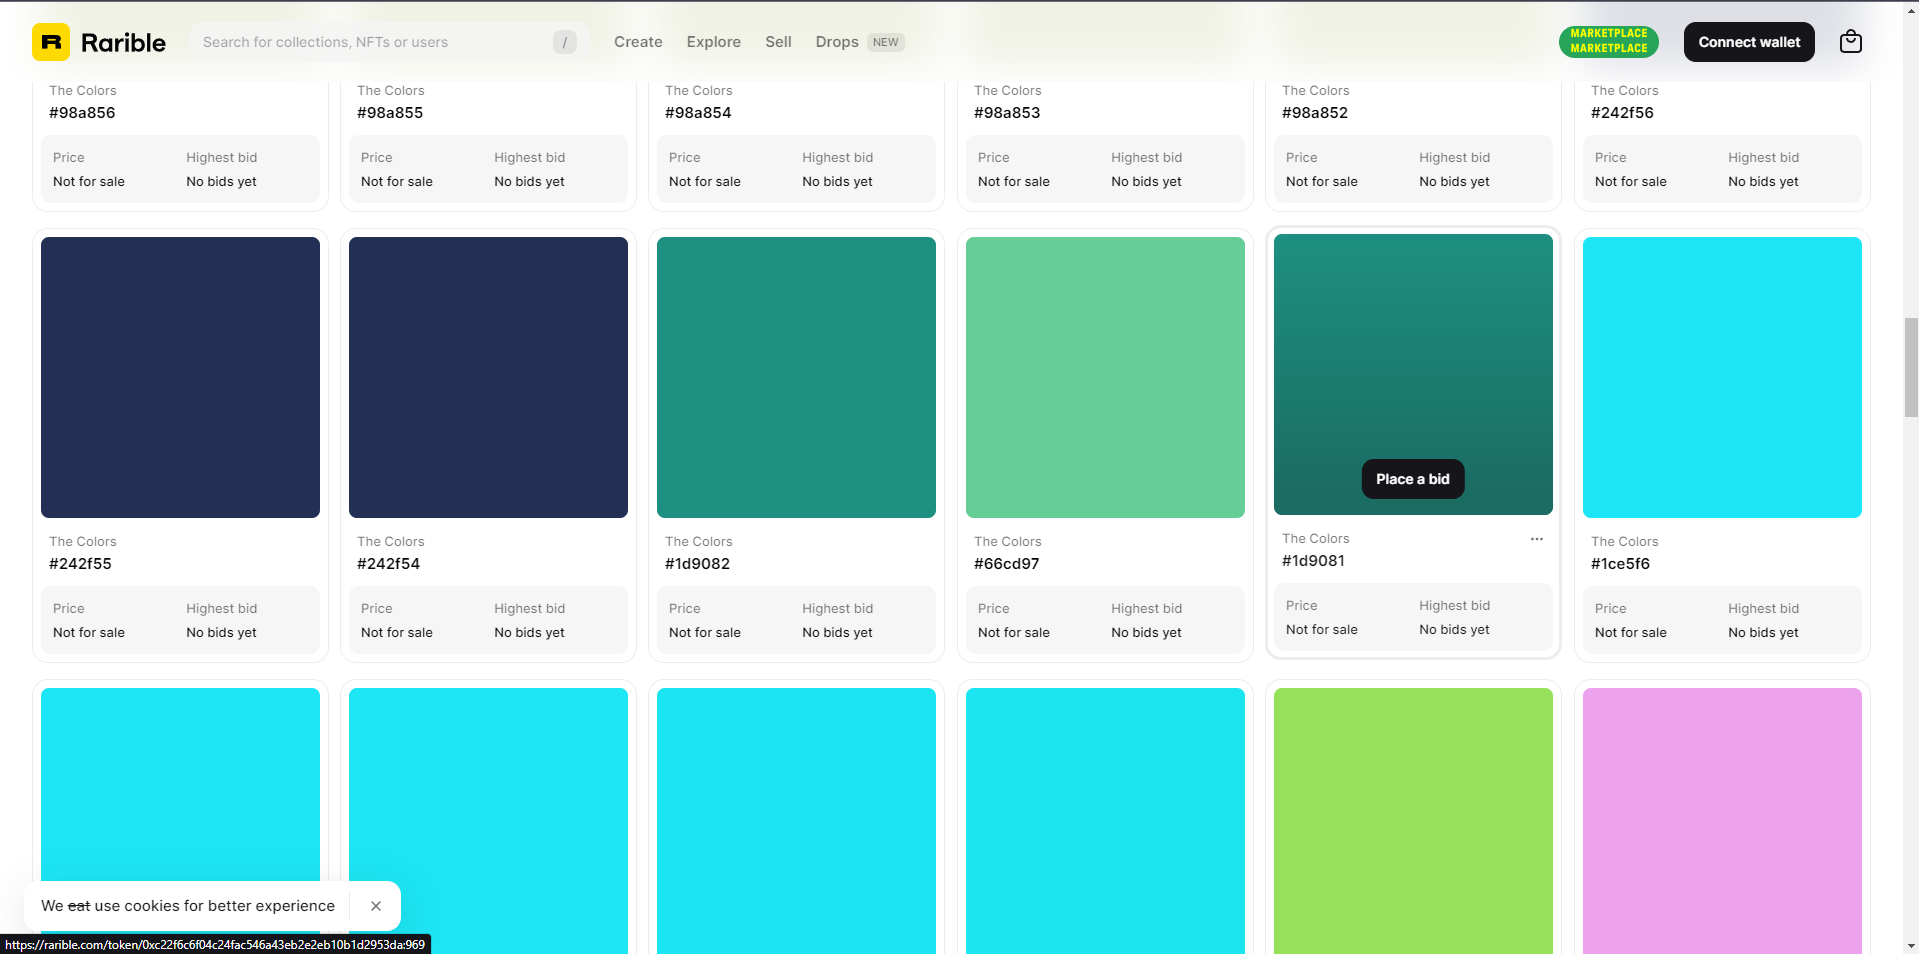 Rarible
Search for collections, NFTs or users
/
Create
Explore
Sell
Drops
NEW
MARKETPLACE
MARKETPLACE
Connect wallet
The Colors
#98a856
Price
Highest bid
Not for sale
No bids yet
The Colors
#98a855
Price
Highest bid
Not for sale
No bids yet
The Colors
#98a854
Price
Highest bid
Not for sale
No bids yet
The Colors
#98a853
Price
Highest bid
Not for sale
No bids yet
The Colors
#98a852
Price
Highest bid
Not for sale
No bids yet
The Colors
#242f56
Price
Highest bid
Not for sale
No bids yet
The Colors
#242f55
Price
Highest bid
Not for sale
No bids yet
The Colors
#242f54
Price
Highest bid
Not for sale
No bids yet
The Colors
#1d9082
Price
Highest bid
Not for sale
No bids yet
The Colors
#66cd97
Price
Highest bid
Not for sale
No bids yet
Place a bid
The Colors
#1d9081
Price
Highest bid
Not for sale
No bids yet
The Colors
#1ce5f6
Price
Highest bid
Not for sale
No bids yet
We eat use cookies for better experience
https://rarible.com/token/0xc22f6c6f04c24fac546a43eb2e2eb10b1d2953da:969